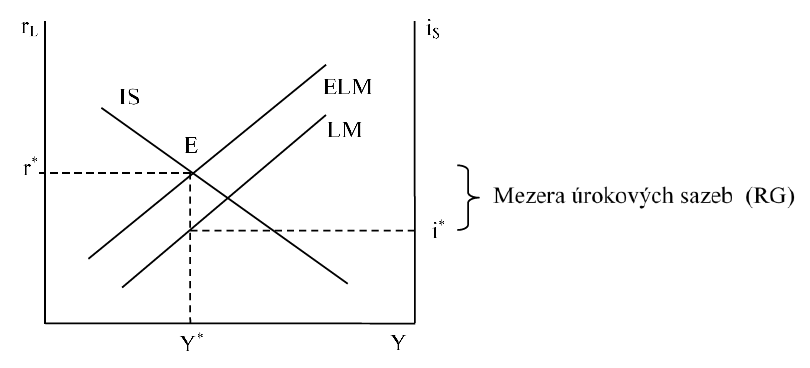 r_L
i_S
IS
ELM
E
LM
r*
Mezera úrokových sazeb (RG)
i*
Y*
Y